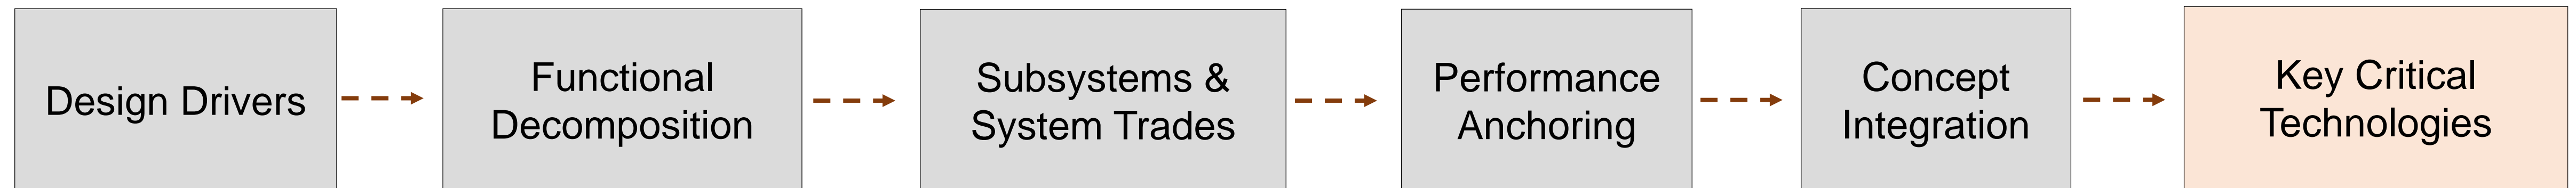 Design Drivers
Functional
Decomposition
Subsystems &
System Trades
Performance
Anchoring
Concept
Integration
Key Critical
Technologies